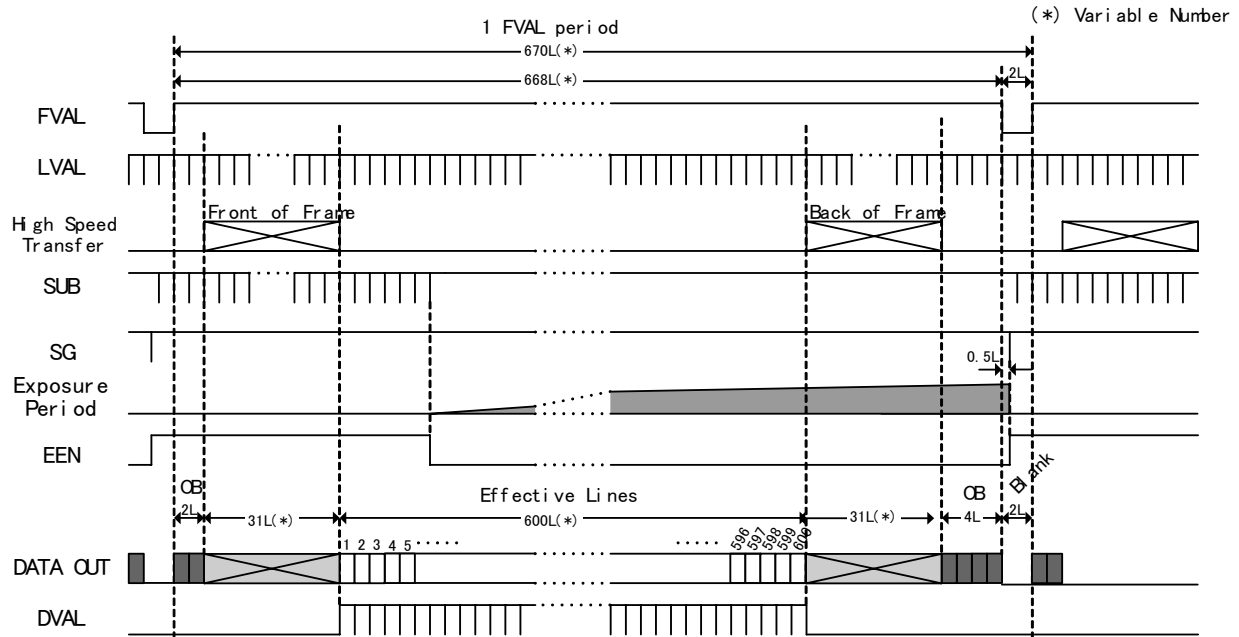 (*) Variable Number
1 FVAL period
670L(*)
668L(*)
2L
FVAL
LVAL
Front of Frame
Back of Frame
High Speed
Transfer
SUB
SG
0.5L
Exposure
Period
EEN
OB
Effective Lines
OB
Blank
2L
31L(*)
600L(*)
31L(*)
4L
2L
1 2 3 4 5
596 597 598 599 600
DATA OUT
DVAL